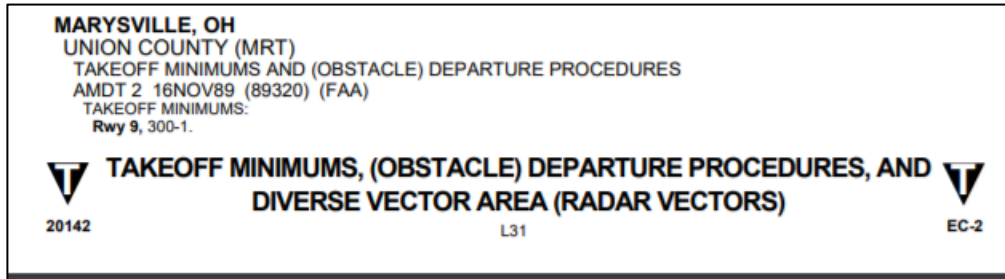 MARYSVILLE, OH
UNION COUNTY (MRT)
TAKEOFF MINIMUMS AND (OBSTACLE) DEPARTURE PROCEDURES
AMDT 2 16NOV89 (89320) (FAA)
TAKEOFF MINIMUMS:
Rwy 9, 300-1.
T TAKEOFF MINIMUMS, (OBSTACLE) DEPARTURE PROCEDURES, AND T
DIVERSE VECTOR AREA (RADAR VECTORS)
20142 L31 EC-2